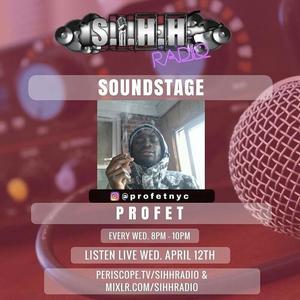 S.I.H.H
RADIO
SOUNDSTAGE
@profetnyc
PROFET
EVERY WED. 8PM - 10PM
LISTEN LIVE WED. APRIL 12TH
PERISCOPE.TV/SIHHRADIO &
MIXLR.COM/SIHHRADIO